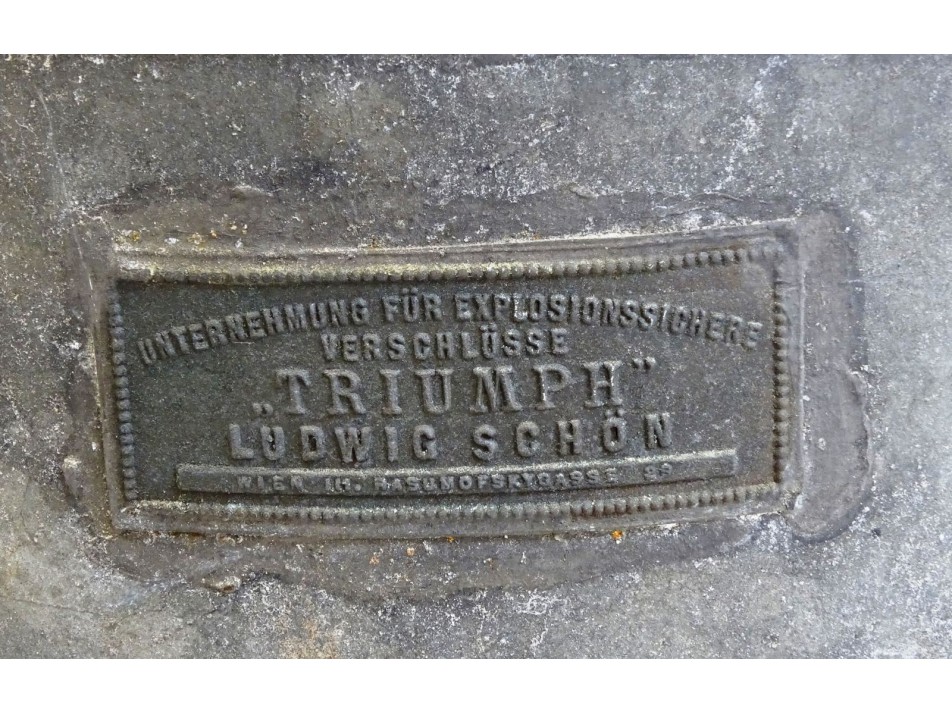 UNTERNEHMUNG FÜR EXPLOSIONSSICHERE
VERSCHLÜSSE
„TRIUMPH"
LUDWIG SCHÖN
WIEN III. RASUMOFSKYGASSE